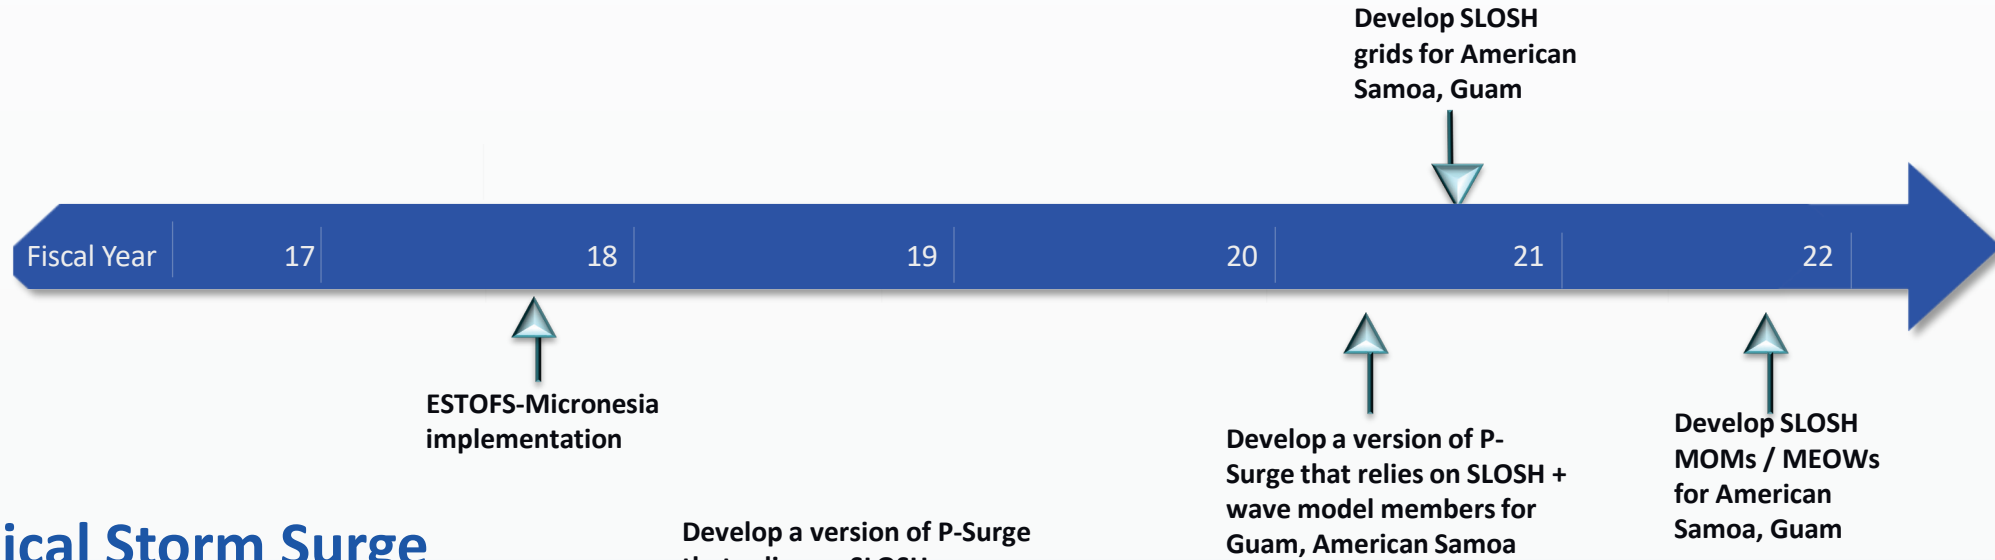 Develop SLOSH
grids for American
Samoa, Guam
Fiscal Year 17 18 19 20 21 22
ESTOFS-Micronesia
implementation
Develop a version of P-
Surge that relies on SLOSH +
wave model members for
Guam, American Samoa
Develop SLOSH
MOMs / MEOWs
for American
Samoa, Guam
ical Storm Surge
Develop a version of P-Surge